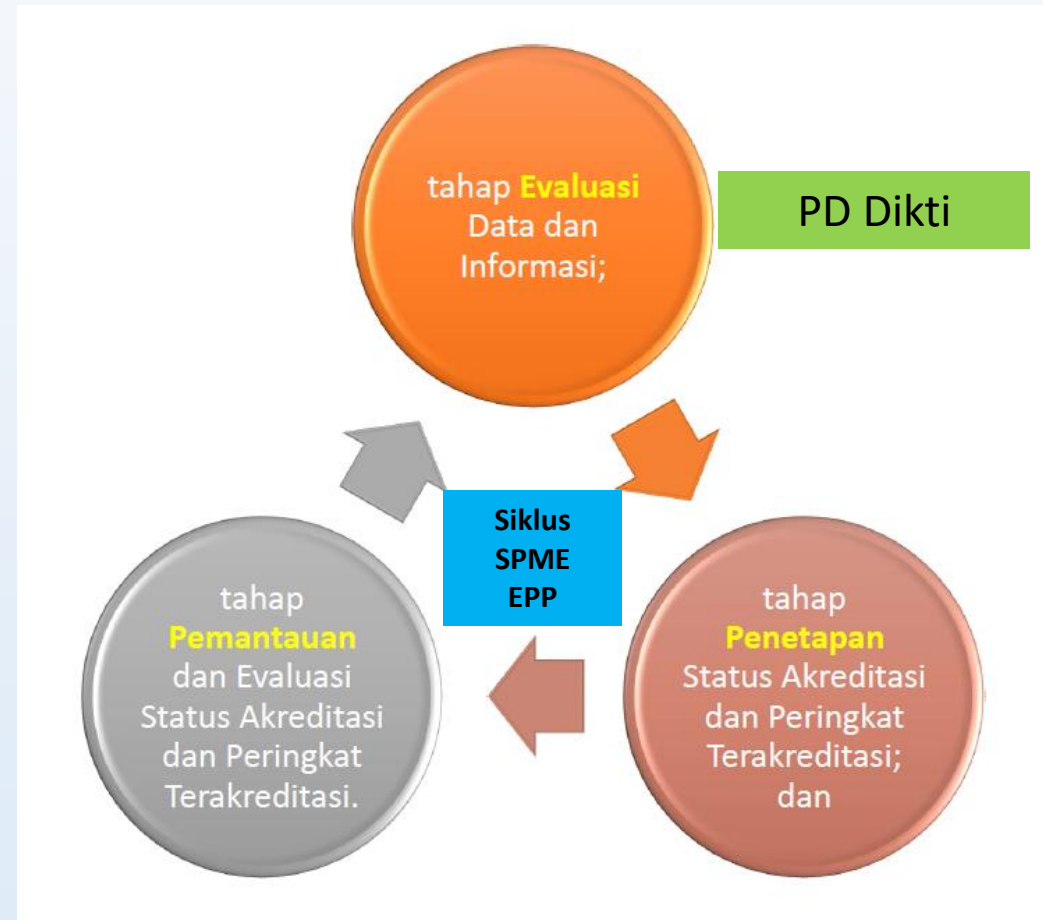 tahap Evaluasi
Data dan
Informasi;
PD Dikti
Siklus
SPME
EPP
tahap
Penetapan
Status Akreditasi
dan Peringkat
Terakreditasi;
dan
tahap
Pemantauan
dan Evaluasi
Status Akreditasi
dan Peringkat
Terakreditasi.